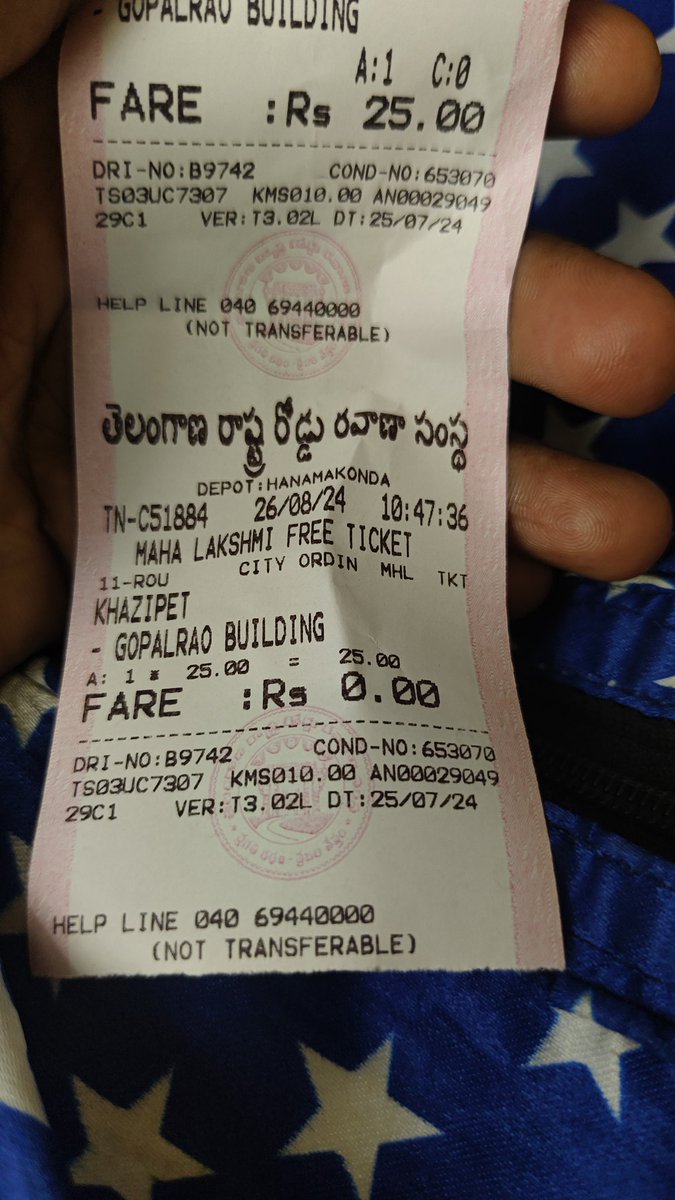 - GOPALRAO BUILDING
A:1 C:0
FARE :Rs 25.00
DRI-NO:B9742 COND-NO:653070
TS03UC7307 KMS010.00 AN00029049
29C1 VER:T3.02L DT:25/07/24
HELP LINE 040 69440000
(NOT TRANSFERABLE)
తెలంగాణ రాష్ట్ర రోడ్డు రవాణా సంస్థ
DEPOT:HANAMAKONDA
TN-C51884 26/08/24 10:47:36
MAHA LAKSHMI FREE TICKET
11-ROU CITY ORDIN MHL TKT
KHAZIPET
- GOPALRAO BUILDING
A: 1 * 25.00 = 25.00
FARE :Rs 0.00
DRI-NO:B9742 COND-NO:653070
TS03UC7307 KMS010.00 AN00029049
29C1 VER:T3.02L DT:25/07/24
HELP LINE 040 69440000
(NOT TRANSFERABLE)